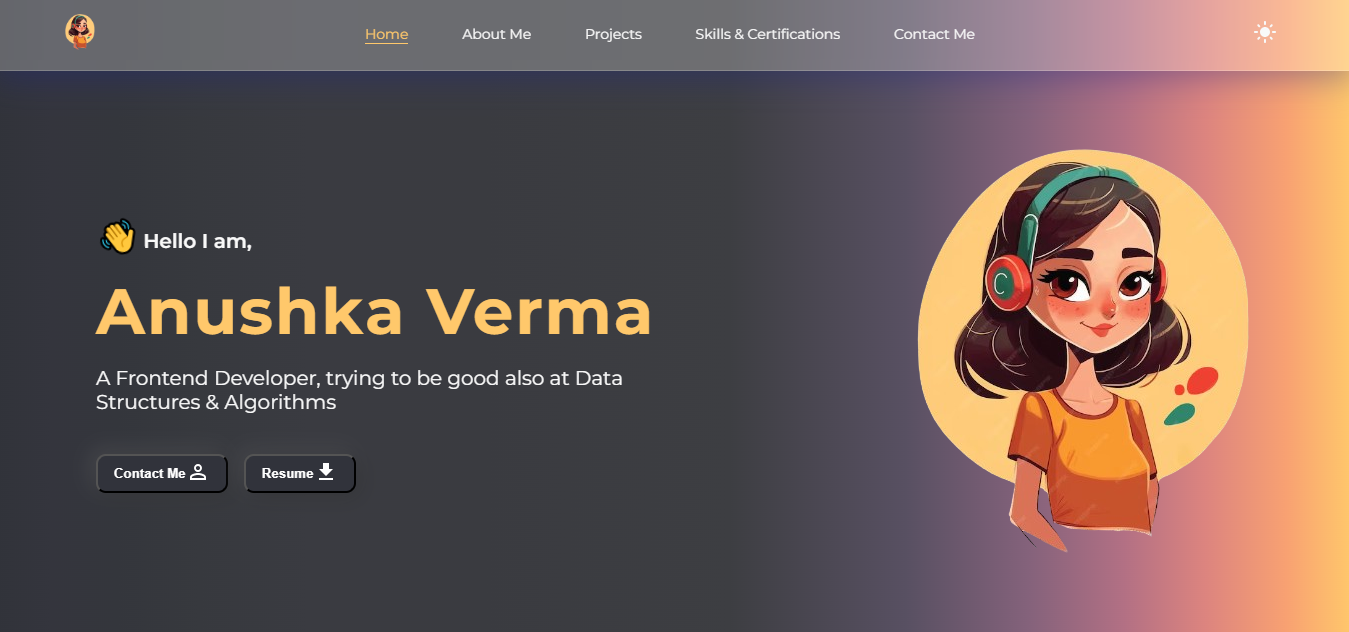 Home
About Me
Projects
Skills & Certifications
Contact Me
Hello I am,
Anushka Verma
A Frontend Developer, trying to be good also at Data
Structures & Algorithms
Contact Me
Resume
C